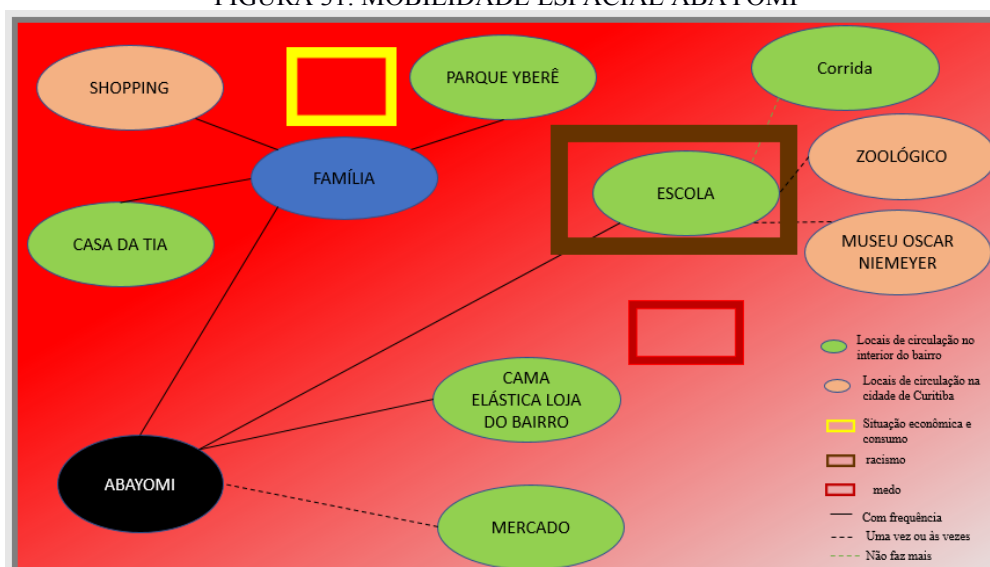 FIGURA 31: MOBILIDADE ESPACIAL ABAYOMI
SHOPPING
PARQUE YBERÊ
Corrida
FAMÍLIA
ZOOLÓGICO
ESCOLA
CASA DA TIA
MUSEU OSCAR
NIEMEYER
CAMA
ELÁSTICA LOJA
DO BAIRRO
ABAYOMI
MERCADO
Locais de circulação no
interior do bairro
Locais de circulação na
cidade de Curitiba
Situação econômica e
consumo
racismo
medo
Com frequência
Uma vez ou às vezes
Não faz mais